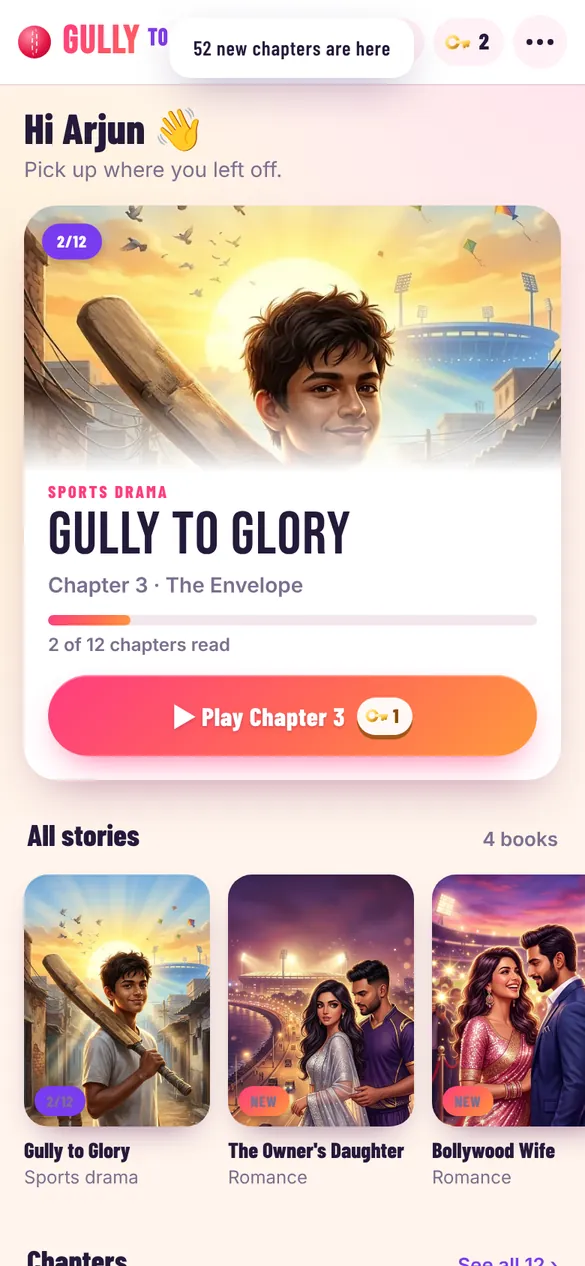 GULLY TO
52 new chapters are here
2
Hi Arjun 👋
Pick up where you left off.
2/12
SPORTS DRAMA
GULLY TO GLORY
Chapter 3 · The Envelope
2 of 12 chapters read
▶ Play Chapter 3 1
All stories
4 books
2/12
NEW
NEW
Gully to Glory
The Owner's Daughter
Bollywood Wife
Sports drama
Romance
Romance
Chapters
See all 12 ›